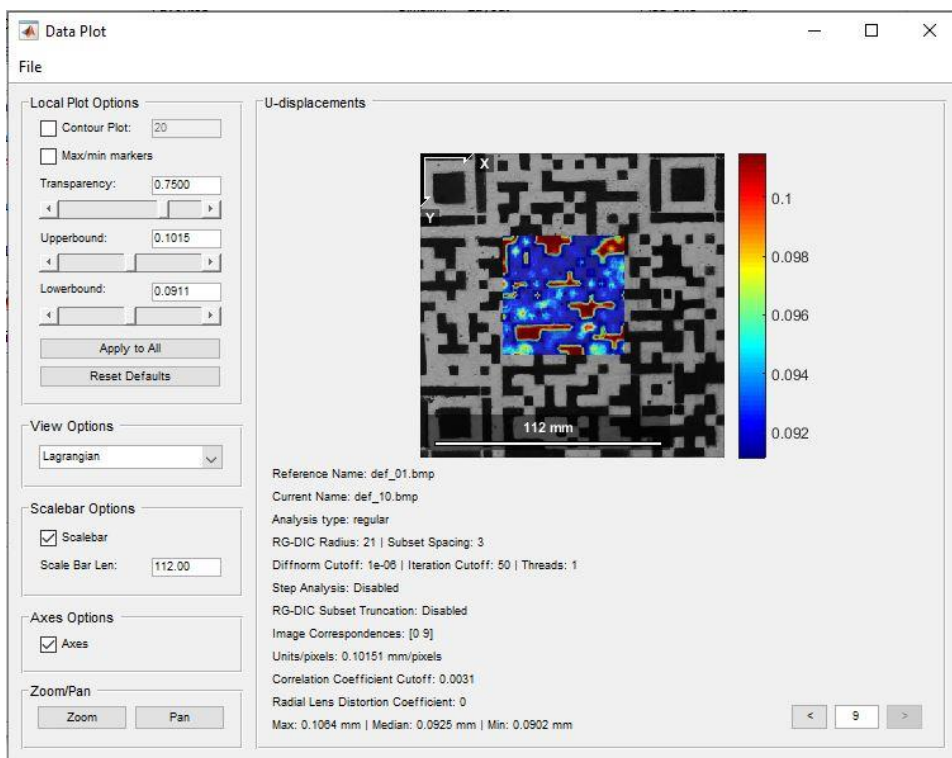 Data Plot
File
Local Plot Options
Contour Plot: 20
Max/min markers
Transparency: 0.7500
Upperbound: 0.1015
Lowerbound: 0.0911
Apply to All
Reset Defaults
View Options
Lagrangian
Scalebar Options
Scalebar
Scale Bar Len: 112.00
Axes Options
Axes
Zoom/Pan
Zoom Pan
U-displacements
X
Y
112 mm
0.1
0.098
0.096
0.094
0.092
Reference Name: def_01.bmp
Current Name: def_10.bmp
Analysis type: regular
RG-DIC Radius: 21 | Subset Spacing: 3
Diffnorm Cutoff: 1e-06 | Iteration Cutoff: 50 | Threads: 1
Step Analysis: Disabled
RG-DIC Subset Truncation: Disabled
Image Correspondences: [0 9]
Units/pixels: 0.10151 mm/pixels
Correlation Coefficient Cutoff: 0.0031
Radial Lens Distortion Coefficient: 0
Max: 0.1064 mm | Median: 0.0925 mm | Min: 0.0902 mm
< 9 >